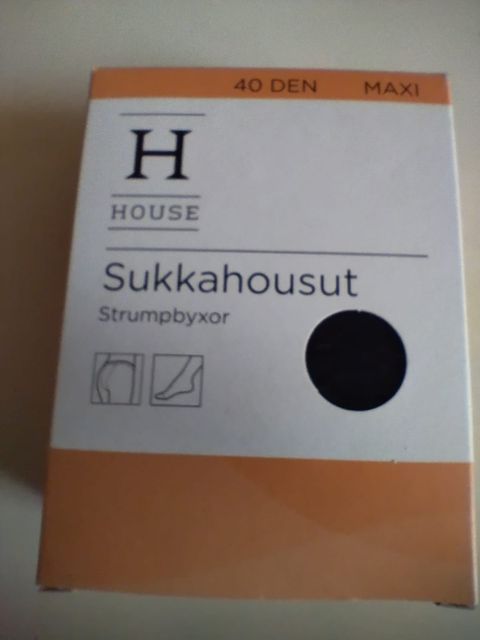 40 DEN MAXI
H
HOUSE
Sukkahousut
Strumpbyxor